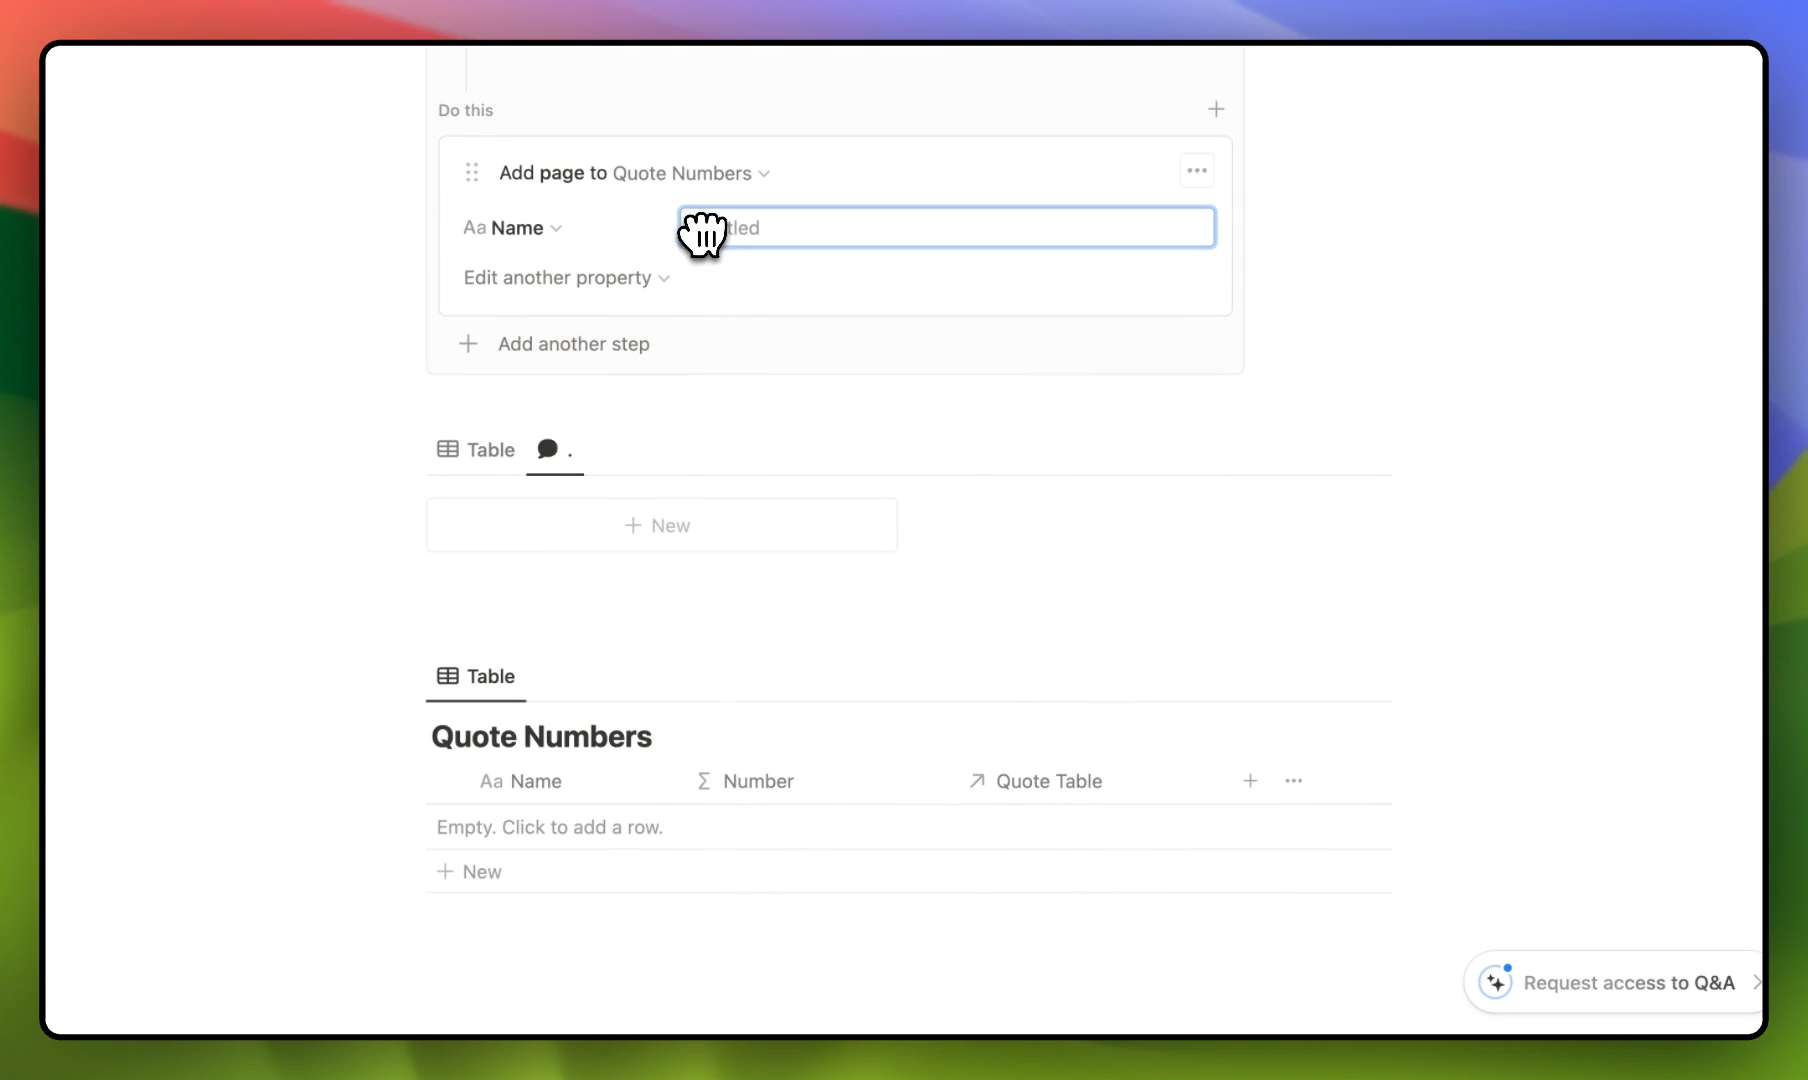 Do this
Add page to Quote Numbers
Aa Name
tled
Edit another property
Add another step
Table
.
New
Table
Quote Numbers
Aa Name
Σ Number
Quote Table
Empty. Click to add a row.
New
Request access to Q&A